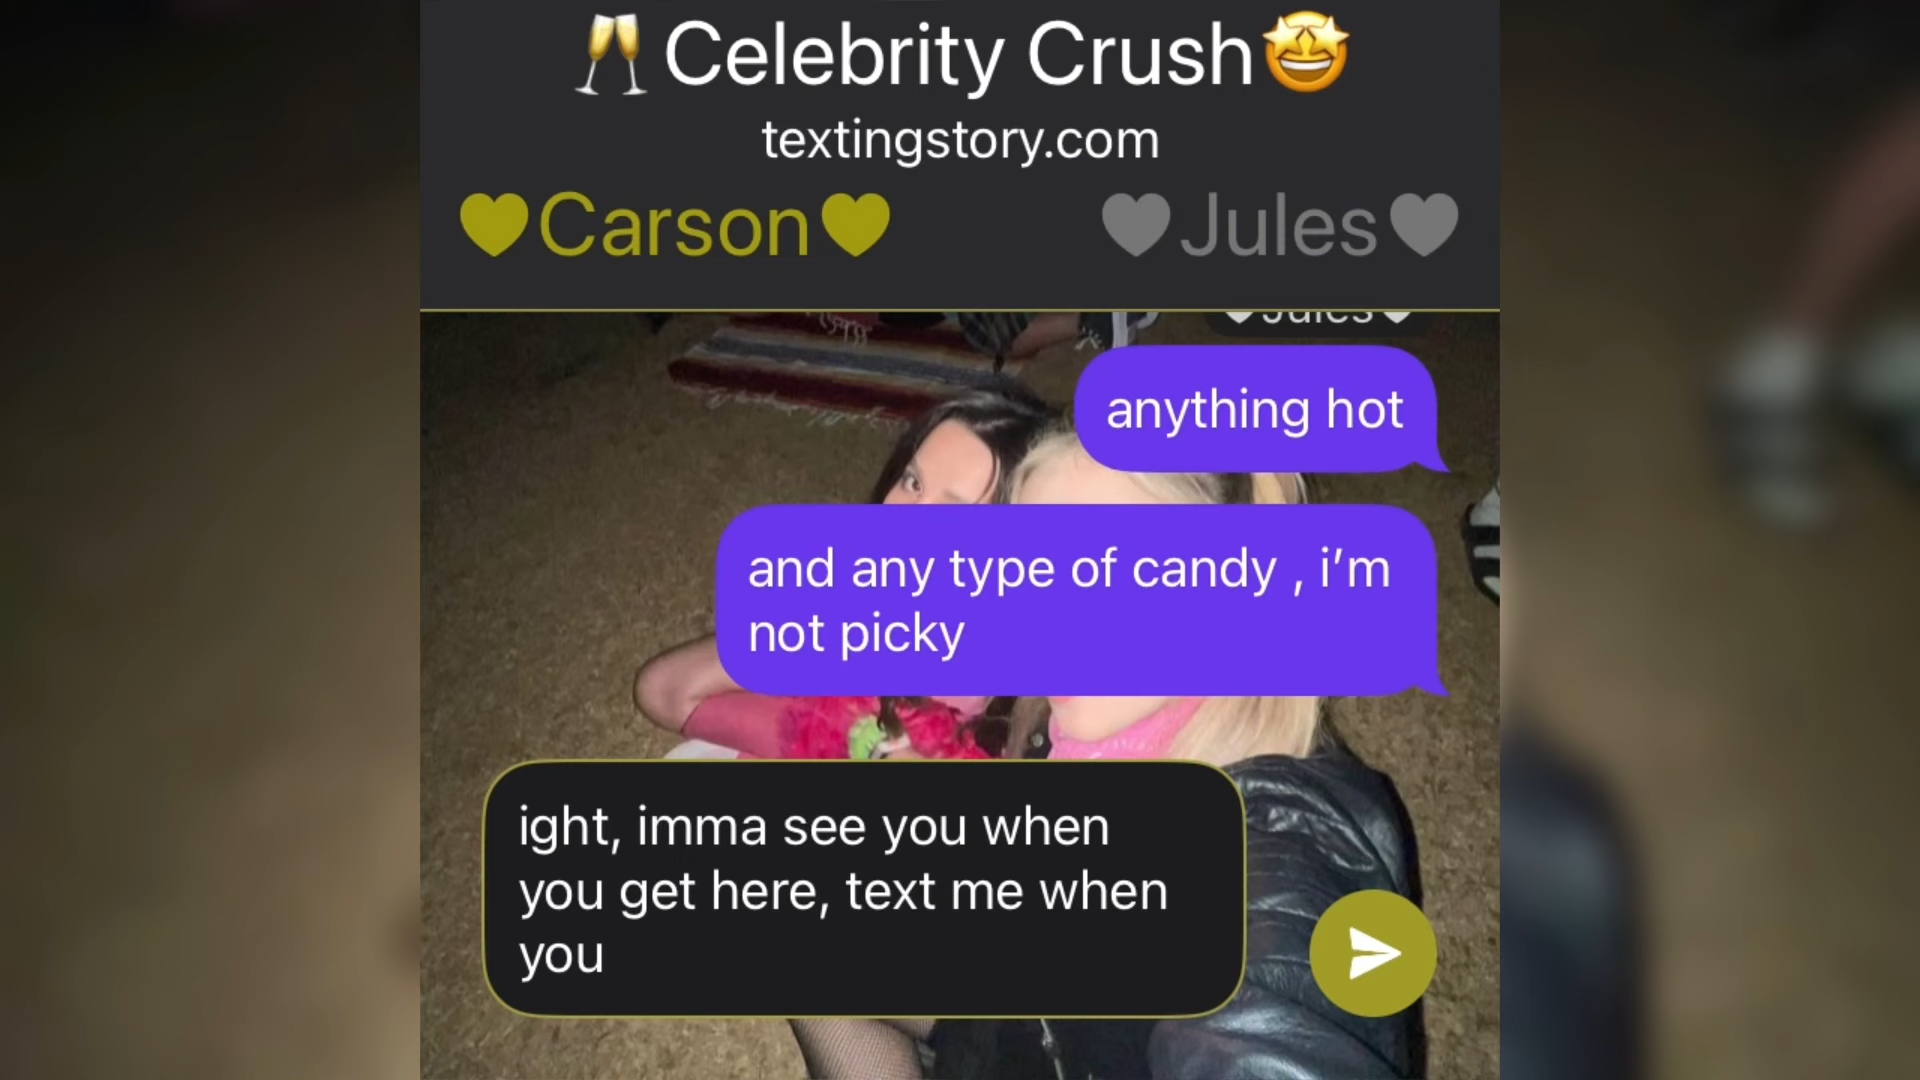 🥂Celebrity Crush🤩
textingstory.com
♥Carson♥ ♥Jules♥
♥Jules♥
anything hot
and any type of candy , i’m
not picky
ight, imma see you when
you get here, text me when
you